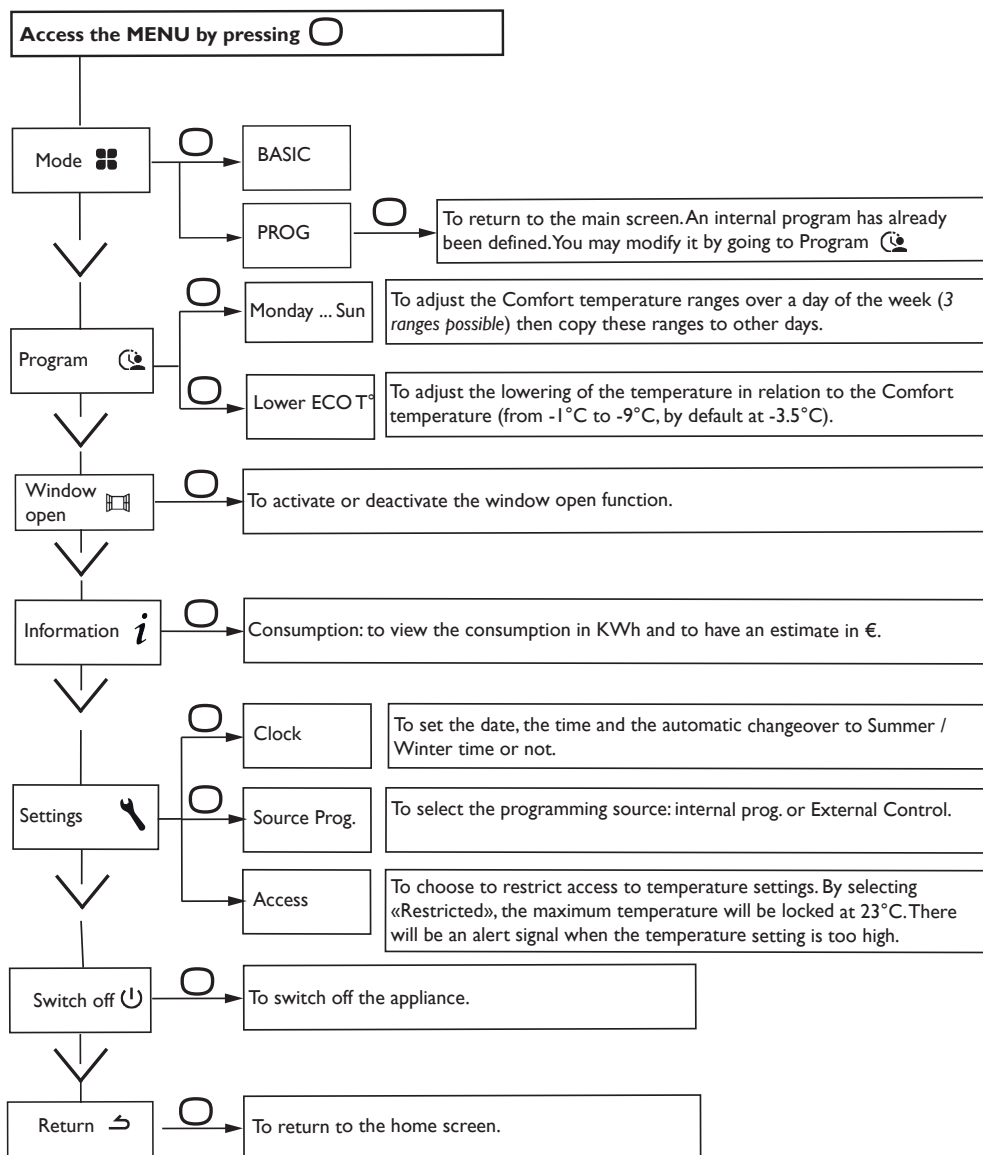 Access the MENU by pressing
Mode
BASIC
PROG
To return to the main screen. An internal program has already
been defined. You may modify it by going to Program
Program
Monday ... Sun
To adjust the Comfort temperature ranges over a day of the week (3
ranges possible) then copy these ranges to other days.
Lower ECO T°
To adjust the lowering of the temperature in relation to the Comfort
temperature (from -1°C to -9°C, by default at -3.5°C).
Window
open
To activate or deactivate the window open function.
Information i
Consumption: to view the consumption in KWh and to have an estimate in €.
Settings
Clock
To set the date, the time and the automatic changeover to Summer /
Winter time or not.
Source Prog.
To select the programming source: internal prog. or External Control.
Access
To choose to restrict access to temperature settings. By selecting
«Restricted», the maximum temperature will be locked at 23°C. There
will be an alert signal when the temperature setting is too high.
Switch off
To switch off the appliance.
Return
To return to the home screen.